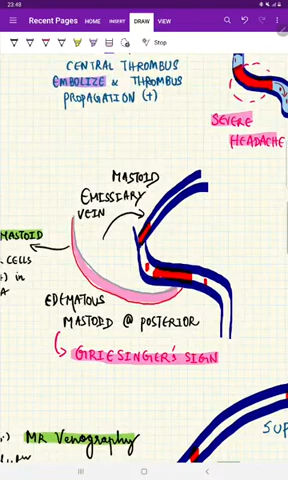 23:48
Recent Pages
HOME
INSERT
DRAW
VIEW
Stop
CENTRAL THROMBUS
EMBOLIZE & THROMBUS
PROPAGATION (+)
SEVERE
HEADACHE
MASTOID
EMISSIARY
VEIN
MASTOID
CELLS
) in
A
EDEMATOUS
MASTOID @ POSTERIOR
GRIESINGER'S SIGN
MR Venography
SUP